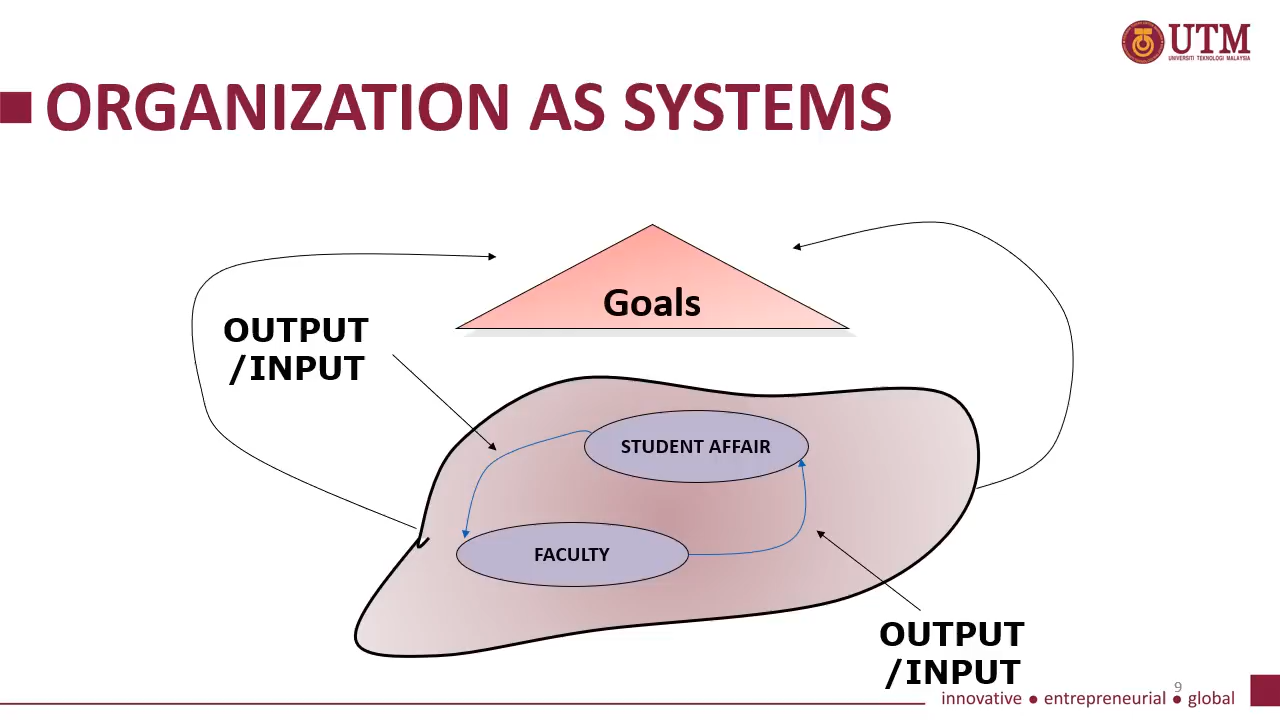 UTM
UNIVERSITI TEKNOLOGI MALAYSIA
ORGANIZATION AS SYSTEMS
Goals
OUTPUT
/INPUT
STUDENT AFFAIR
FACULTY
OUTPUT
/INPUT
9
innovative ● entrepreneurial ● global